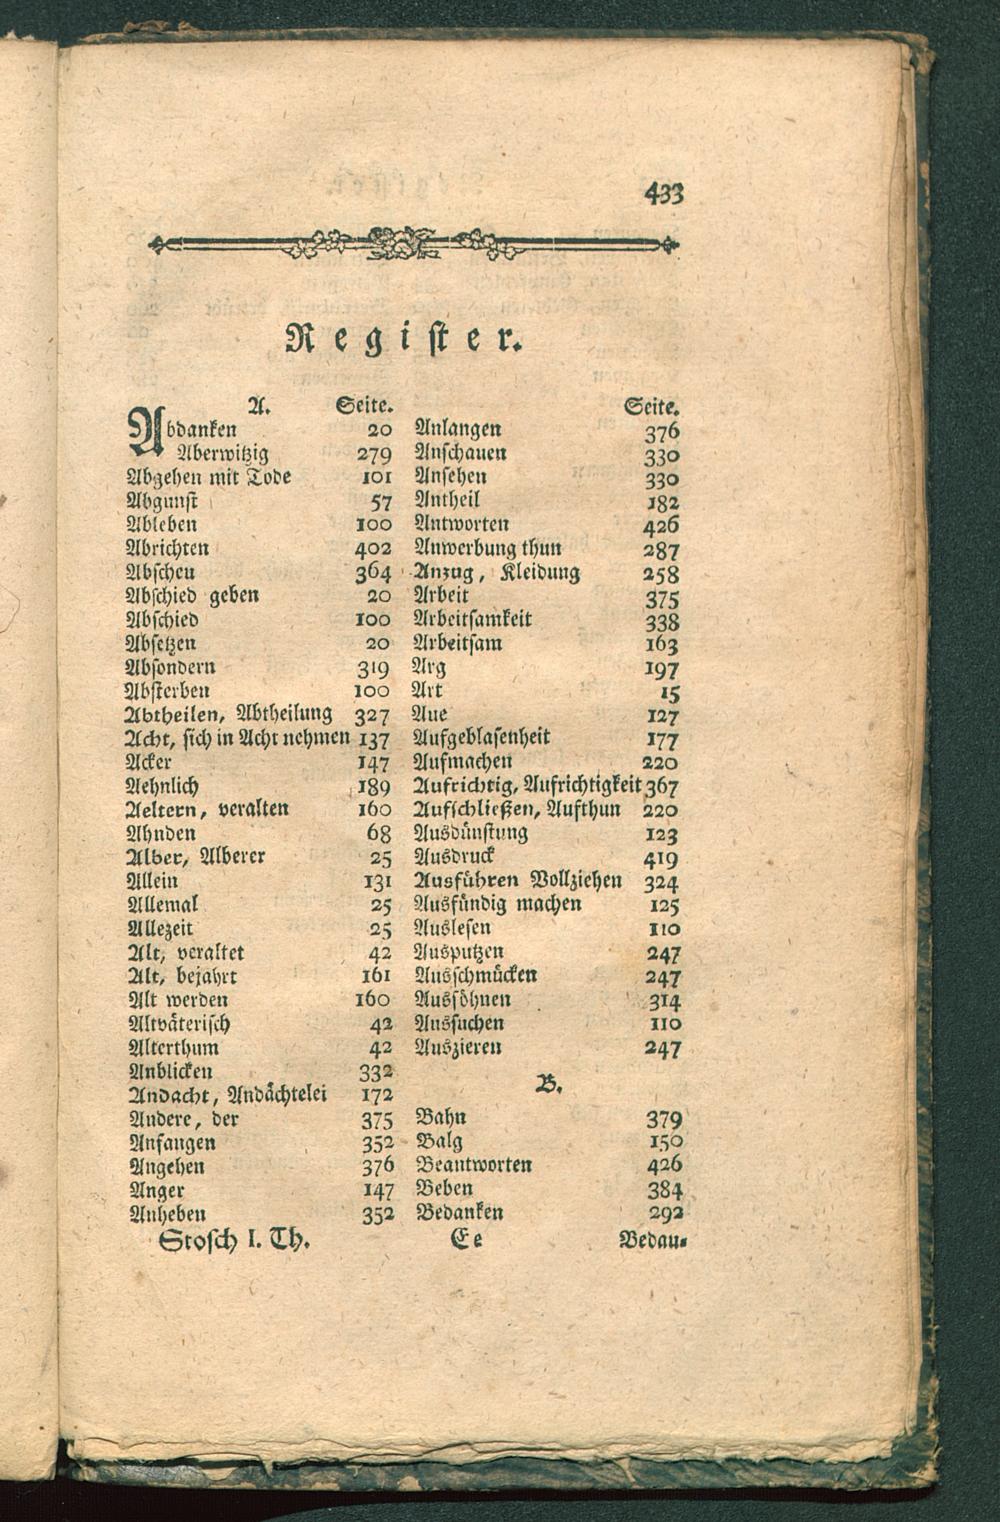 433
Regiſter.
A. Seite.
Abdanken 20
Aberwitzig 279
Abgehen mit Tode 101
Abgunſt 57
Ableben 100
Abrichten 402
Abſcheu 364
Abſchied geben 20
Abſchied 100
Abſetzen 20
Abſondern 319
Abſterben 100
Abtheilen, Abtheilung 327
Acht, ſich in Acht nehmen 137
Acker 147
Aehnlich 189
Aeltern, veralten 160
Ahnden 68
Alber, Alberer 25
Allein 131
Allemal 25
Allezeit 25
Alt, veraltet 42
Alt, bejahrt 161
Alt werden 160
Altväteriſch 42
Alterthum 42
Anblicken 332
Andacht, Andächtelei 172
Andere, der 375
Anfangen 352
Angehen 376
Anger 147
Anheben 352
Seite.
Anlangen 376
Anſchauen 330
Anſehen 330
Antheil 182
Antworten 426
Anwerbung thun 287
Anzug, Kleidung 258
Arbeit 375
Arbeitſamkeit 338
Arbeitſam 163
Arg 197
Art 15
Aue 127
Aufgeblaſenheit 177
Aufmachen 220
Aufrichtig, Aufrichtigkeit 367
Aufſchließen, Aufthun 220
Ausdünſtung 123
Ausdruck 419
Ausführen Vollziehen 324
Ausfündig machen 125
Ausleſen 110
Ausputzen 247
Ausſchmücken 247
Ausſöhnen 314
Ausſuchen 110
Auszieren 247
B.
Bahn 379
Balg 150
Beantworten 426
Beben 384
Bedanken 292
Stoſch I. Th. Ee Bedau⸗